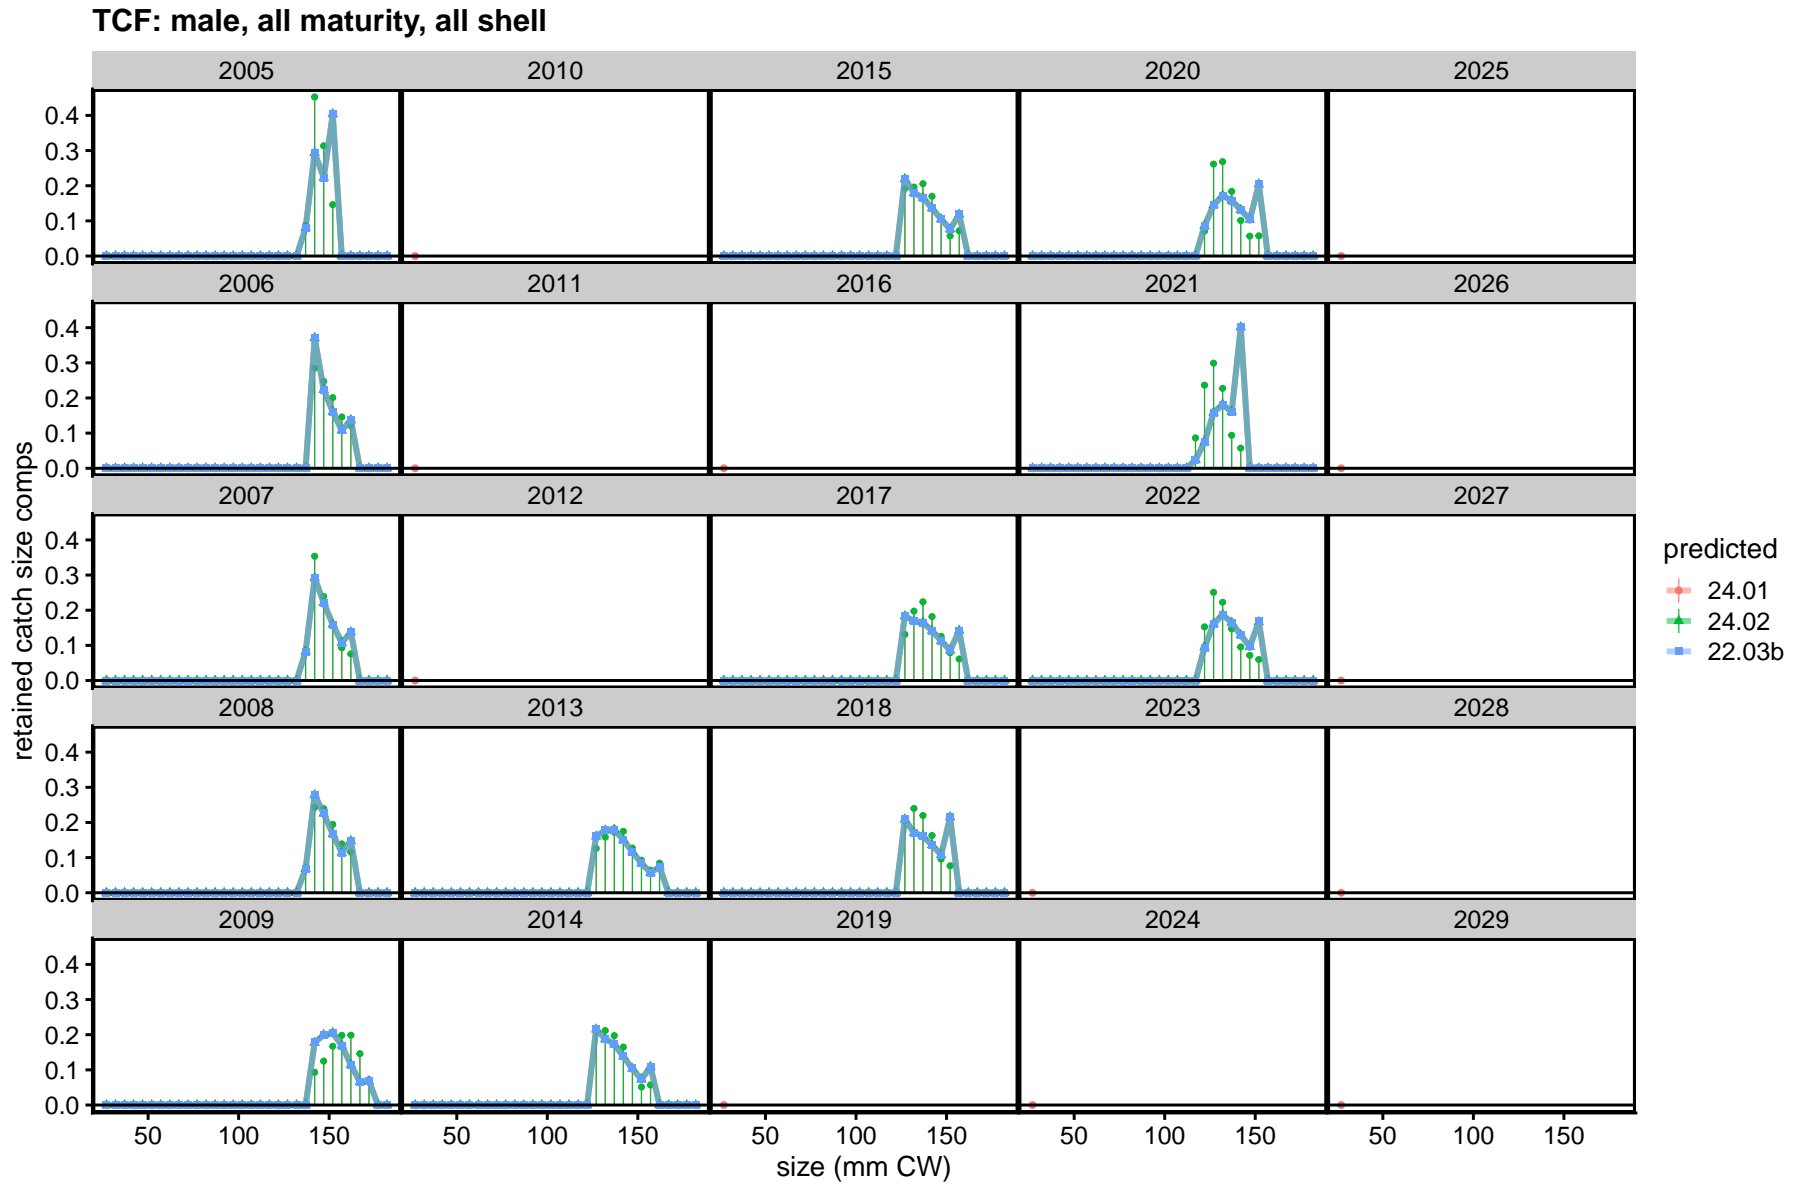 TCF: male, all maturity, all shell
2005 2010 2015 2020 2025
0.4
0.3
0.2
0.1
0.0
2006 2011 2016 2021 2026
0.4
0.3
0.2
0.1
0.0
2007 2012 2017 2022 2027
0.4
0.3
0.2
0.1
0.0
2008 2013 2018 2023 2028
0.4
0.3
0.2
0.1
0.0
2009 2014 2019 2024 2029
0.4
0.3
0.2
0.1
0.0
50 100 150 50 100 150 50 100 150 50 100 150 50 100 150
size (mm CW)
retained catch size comps
predicted
24.01
24.02
22.03b